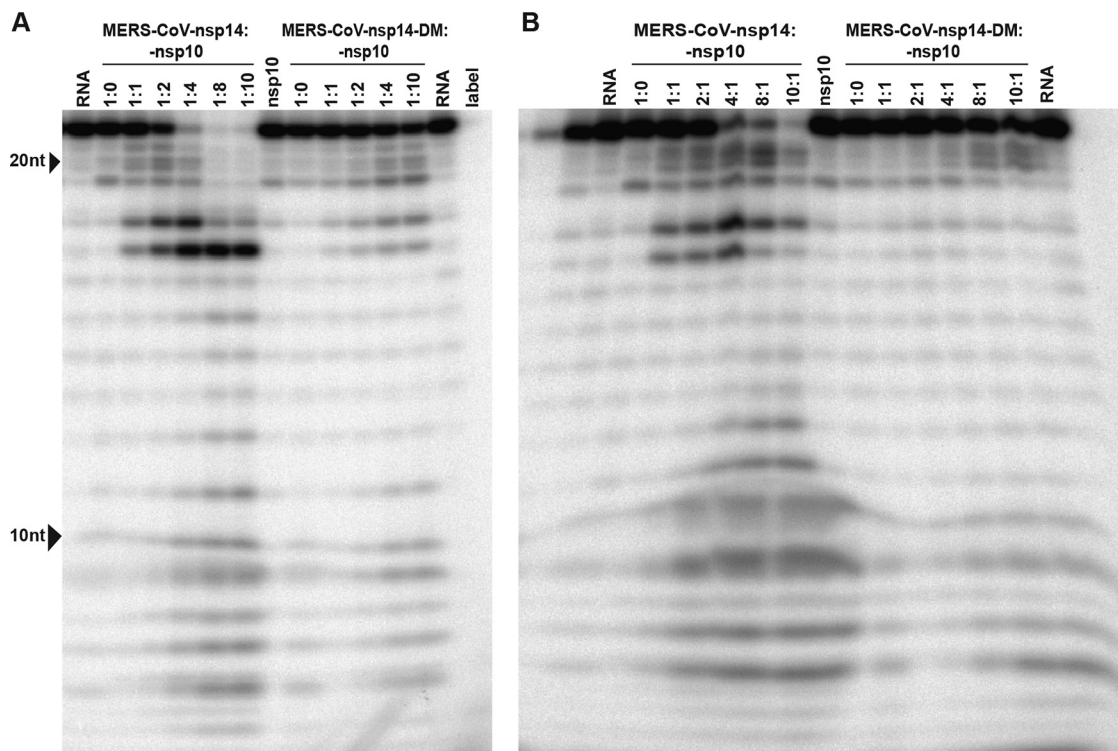 A
MERS-CoV-nsp14:
-nsp10
MERS-CoV-nsp14-DM:
-nsp10
RNA
1:0
1:1
1:2
1:4
1:8
1:10
nsp10
1:0
1:1
1:2
1:4
1:10
RNA
label
20nt
10nt
B
MERS-CoV-nsp14:
-nsp10
MERS-CoV-nsp14-DM:
-nsp10
RNA
1:0
1:1
2:1
4:1
8:1
10:1
nsp10
1:0
1:1
2:1
4:1
8:1
10:1
RNA